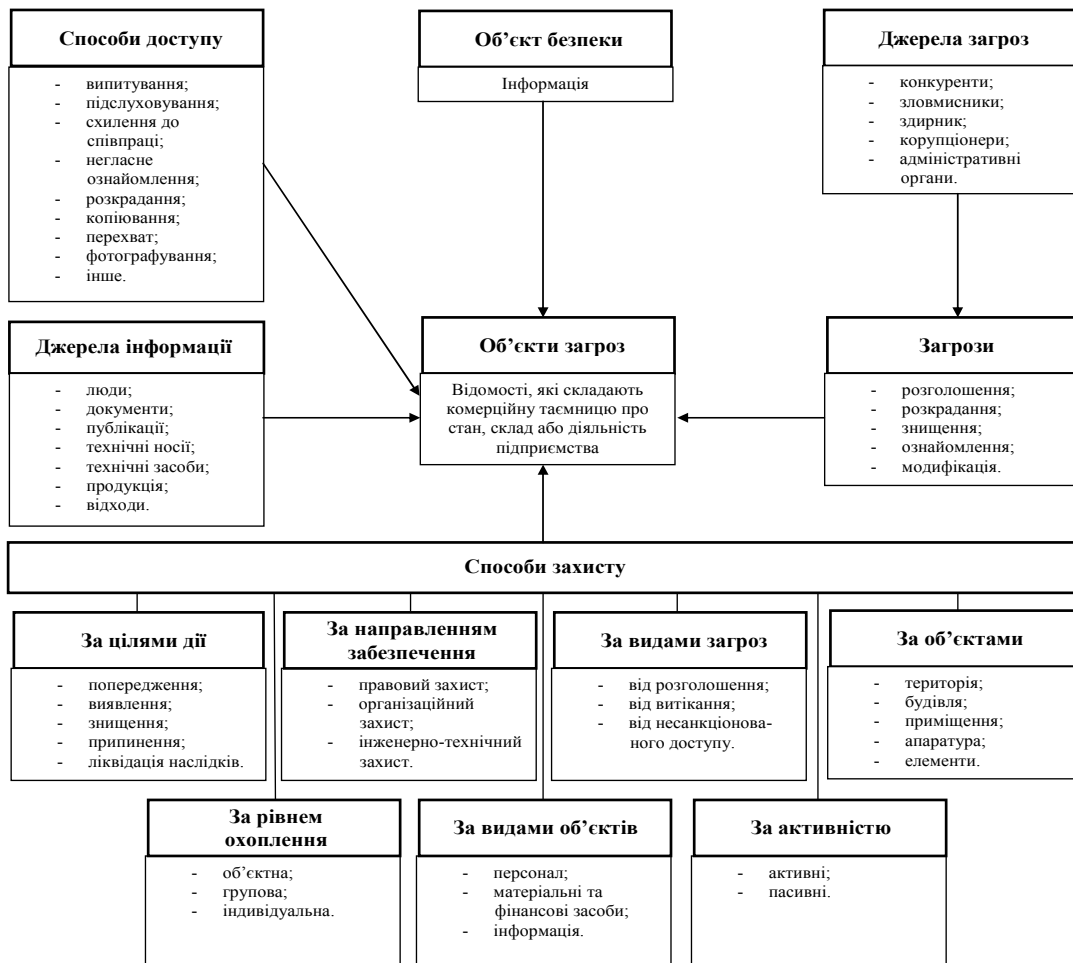 Способи доступу
- випитування;
- підслуховування;
- схилення до
співпраці;
- негласне
ознайомлення;
- розкрадання;
- копіювання;
- перехват;
- фотографування;
- інше.
Об’єкт безпеки
Інформація
Джерела загроз
- конкуренти;
- зловмисники;
- здирник;
- корупціонери;
- адміністративні
органи.
Джерела інформації
- люди;
- документи;
- публікації;
- технічні носії;
- технічні засоби;
- продукція;
- відходи.
Об’єкти загроз
Відомості, які складають
комерційну таємницю про
стан, склад або діяльність
підприємства
Загрози
- розголошення;
- розкрадання;
- знищення;
- ознайомлення;
- модифікація.
Способи захисту
За цілями дії
- попередження;
- виявлення;
- знищення;
- припинення;
- ліквідація наслідків.
За направленням
забезпечення
- правовий захист;
- організаційний
захист;
- інженерно-технічний
захист.
За видами загроз
- від розголошення;
- від витікання;
- від несанкціонова-
ного доступу.
За об’єктами
- територія;
- будівля;
- приміщення;
- апаратура;
- елементи.
За рівнем
охоплення
- об’єктна;
- групова;
- індивідуальна.
За видами об’єктів
- персонал;
- матеріальні та
фінансові засоби;
- інформація.
За активністю
- активні;
- пасивні.